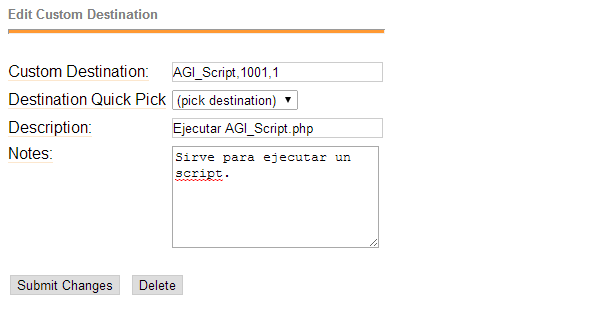 Edit Custom Destination
Custom Destination: AGI_Script,1001,1
Destination Quick Pick (pick destination)
Description: Ejecutar AGI_Script.php
Notes: Sirve para ejecutar un
script.
Submit Changes Delete